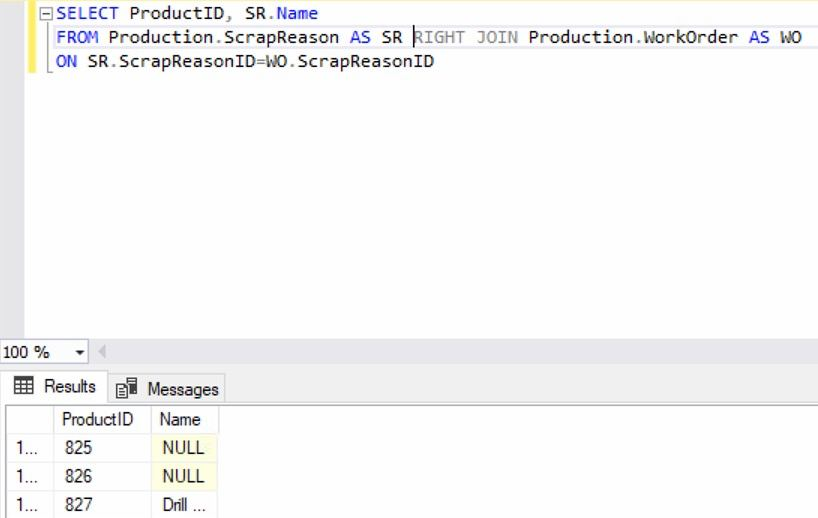 SELECT ProductID, SR.Name
FROM Production.ScrapReason AS SR RIGHT JOIN Production.WorkOrder AS WO
ON SR.ScrapReasonID=WO.ScrapReasonID
100 %
Results Messages
ProductID Name
1... 825 NULL
1... 826 NULL
1... 827 Drill ...